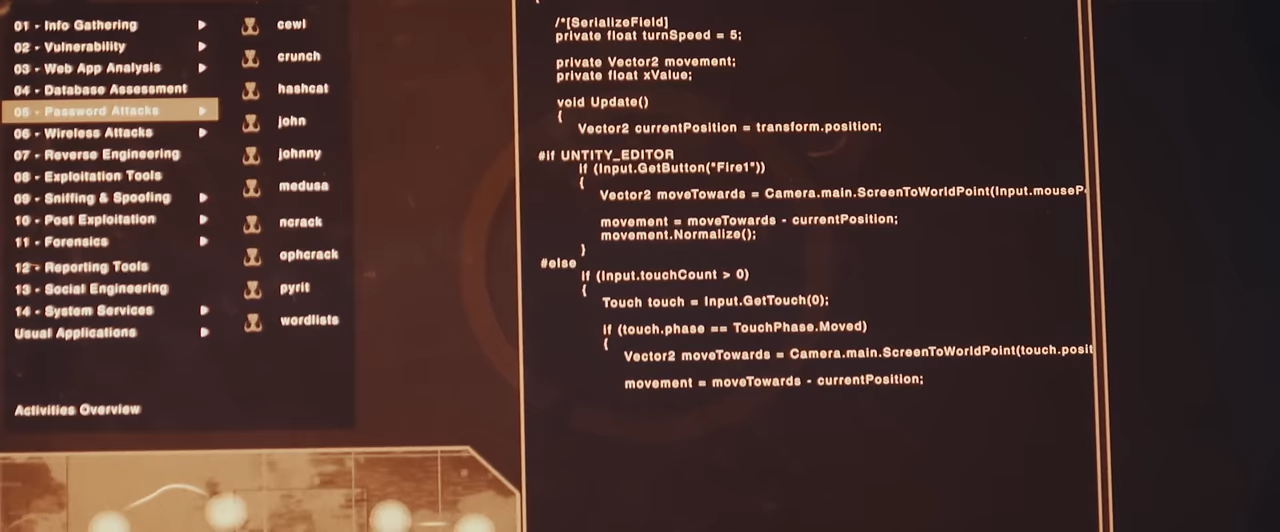 01 - Info Gathering
02 - Vulnerability
03 - Web App Analysis
04 - Database Assessment
05 - Password Attacks
06 - Wireless Attacks
07 - Reverse Engineering
08 - Exploitation Tools
09 - Sniffing & Spoofing
10 - Post Exploitation
11 - Forensics
12 - Reporting Tools
13 - Social Engineering
14 - System Services
Usual Applications
Activities Overview
cewl
crunch
hashcat
john
johnny
medusa
ncrack
ophcrack
pyrit
wordlists
/*[SerializeField]
private float turnSpeed = 5;
private Vector2 movement;
private float xValue;
void Update()
{
Vector2 currentPosition = transform.position;
#if UNTITY_EDITOR
if (Input.GetButton("Fire1"))
{
Vector2 moveTowards = Camera.main.ScreenToWorldPoint(Input.mouseP
movement = moveTowards - currentPosition;
movement.Normalize();
}
#else
if (Input.touchCount > 0)
{
Touch touch = Input.GetTouch(0);
if (touch.phase == TouchPhase.Moved)
{
Vector2 moveTowards = Camera.main.ScreenToWorldPoint(touch.posit
movement = moveTowards - currentPosition;